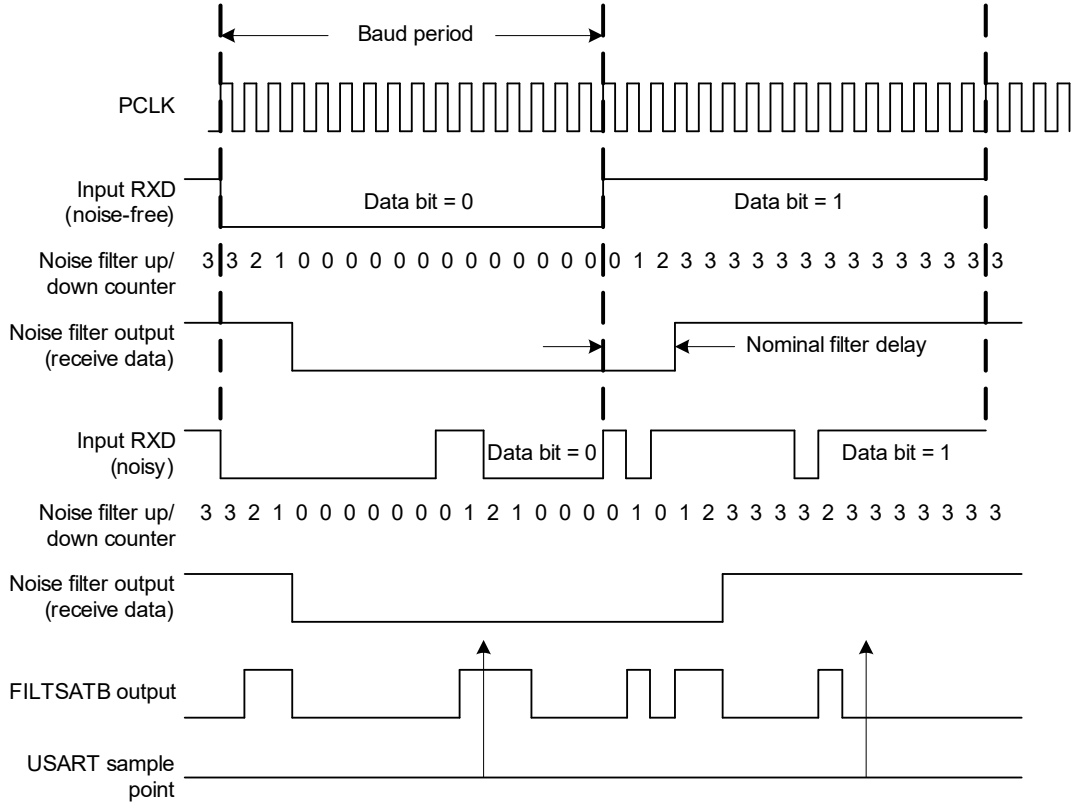 Baud period
PCLK
Input RXD
(noise-free)
Data bit = 0
Data bit = 1
Noise filter up/
down counter
3 3 2 1 0 0 0 0 0 0 0 0 0 0 0 0 0 0 1 2 3 3 3 3 3 3 3 3 3 3 3 3 3 3
Noise filter output
(receive data)
Nominal filter delay
Input RXD
(noisy)
Data bit = 0
Data bit = 1
Noise filter up/
down counter
3 3 2 1 0 0 0 0 0 0 0 1 2 1 0 0 0 0 1 0 1 2 3 3 3 3 2 3 3 3 3 3 3 3
Noise filter output
(receive data)
FILTSATB output
USART sample
point